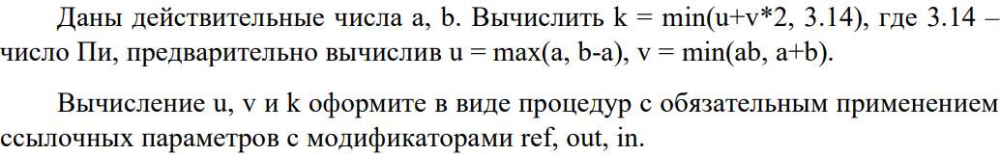 Даны действительные числа a, b. Вычислить k = min(u+v*2, 3.14), где 3.14 –
число Пи, предварительно вычислив u = max(a, b-a), v = min(ab, a+b).
Вычисление u, v и k оформите в виде процедур с обязательным применением
ссылочных параметров с модификаторами ref, out, in.